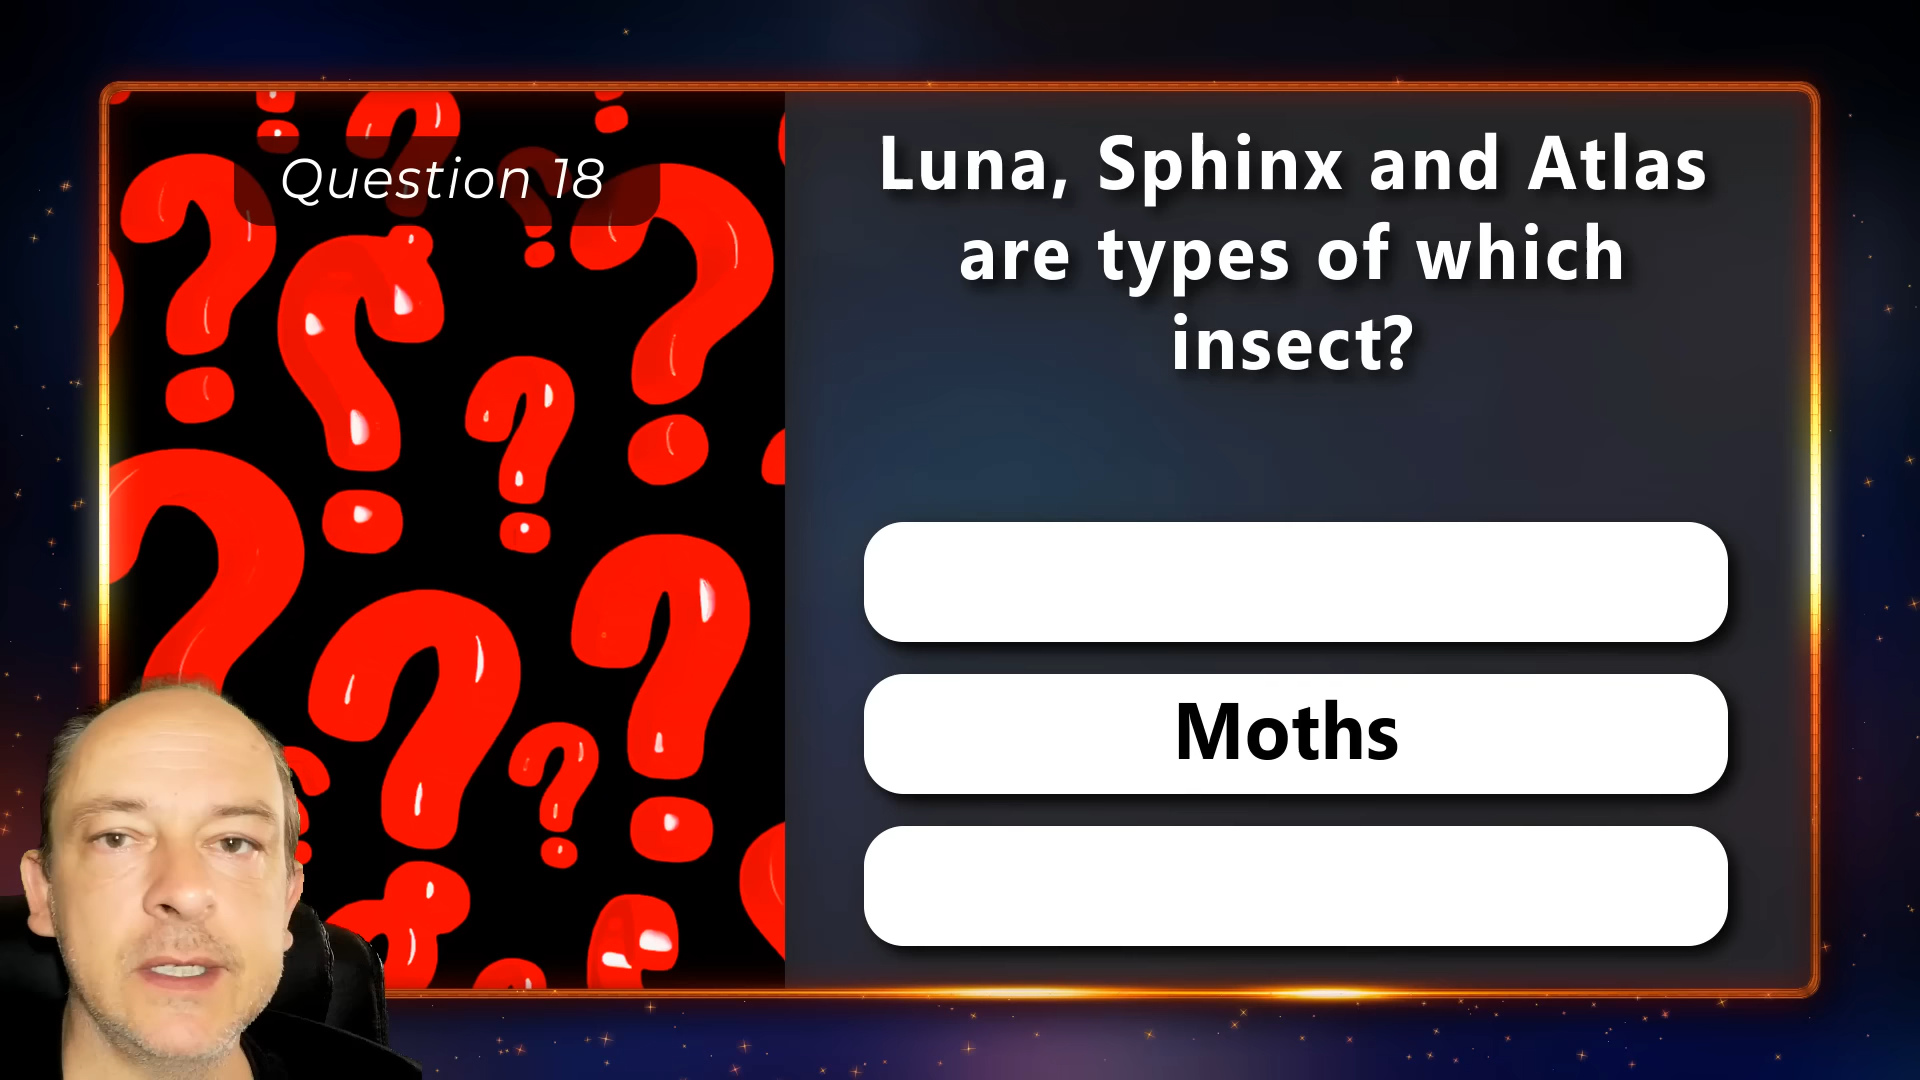 Question 18
Luna, Sphinx and Atlas
are types of which
insect?
Moths